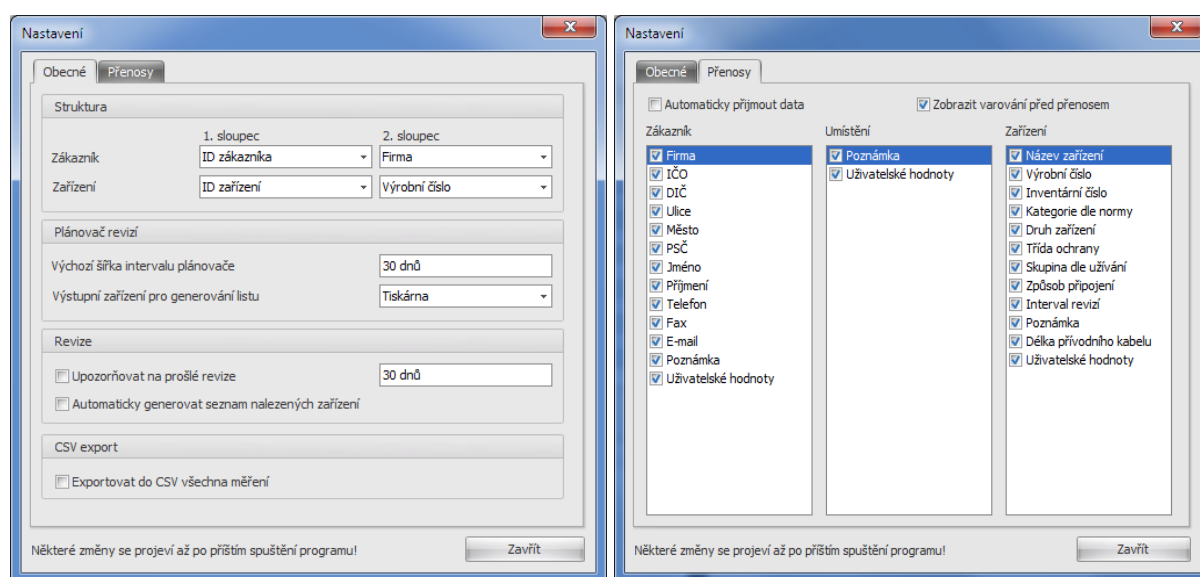 Nastavení
Obecné Přenosy
Struktura
1. sloupec 2. sloupec
Zákazník ID zákazníka Firma
Zařízení ID zařízení Výrobní číslo
Plánovač revizí
Výchozí šířka intervalu plánovače 30 dnů
Výstupní zařízení pro generování listu Tiskárna
Revize
Upozorňovat na prošlé revize 30 dnů
Automaticky generovat seznam nalezených zařízení
CSV export
Exportovat do CSV všechna měření
Některé změny se projeví až po příštím spuštění programu! Zavřít
Nastavení
Obecné Přenosy
Automaticky přijmout data Zobrazit varování před přenosem
Zákazník
Firma
IČO
DIČ
Ulice
Město
PSČ
Jméno
Příjmení
Telefon
Fax
E-mail
Poznámka
Uživatelské hodnoty
Umístění
Poznámka
Uživatelské hodnoty
Zařízení
Název zařízení
Výrobní číslo
Inventární číslo
Kategorie dle normy
Druh zařízení
Třída ochrany
Skupina dle užívání
Způsob připojení
Interval revizí
Poznámka
Délka přívodního kabelu
Uživatelské hodnoty
Některé změny se projeví až po příštím spuštění programu! Zavřít